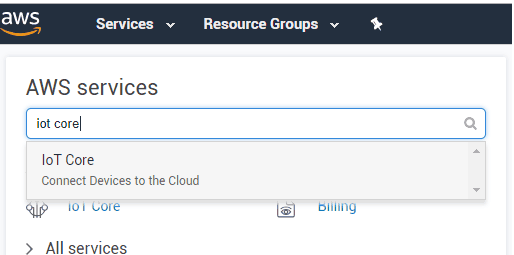 aws
Services
Resource Groups
AWS services
iot core
IoT Core
Connect Devices to the Cloud
IoT Core
Billing
All services